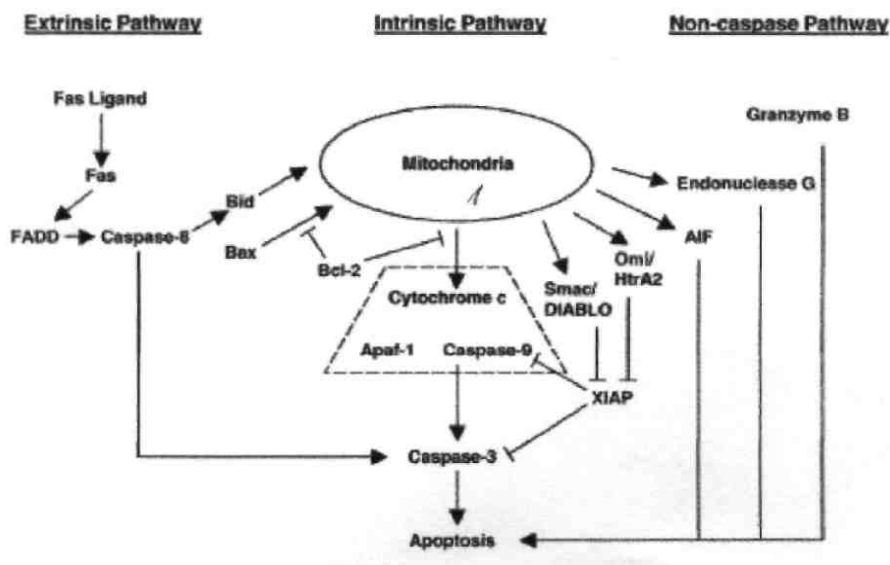 Extrinsic Pathway
Intrinsic Pathway
Non-caspase Pathway
Fas Ligand
Granzyme B
Fas
Mitochondria
Endonuclease G
Bid
FADD
Caspase-8
AIF
Bax
Bcl-2
Omi/
HtrA2
Smac/
DIABLO
Cytochrome c
Apaf-1
Caspase-9
XIAP
Caspase-3
Apoptosis